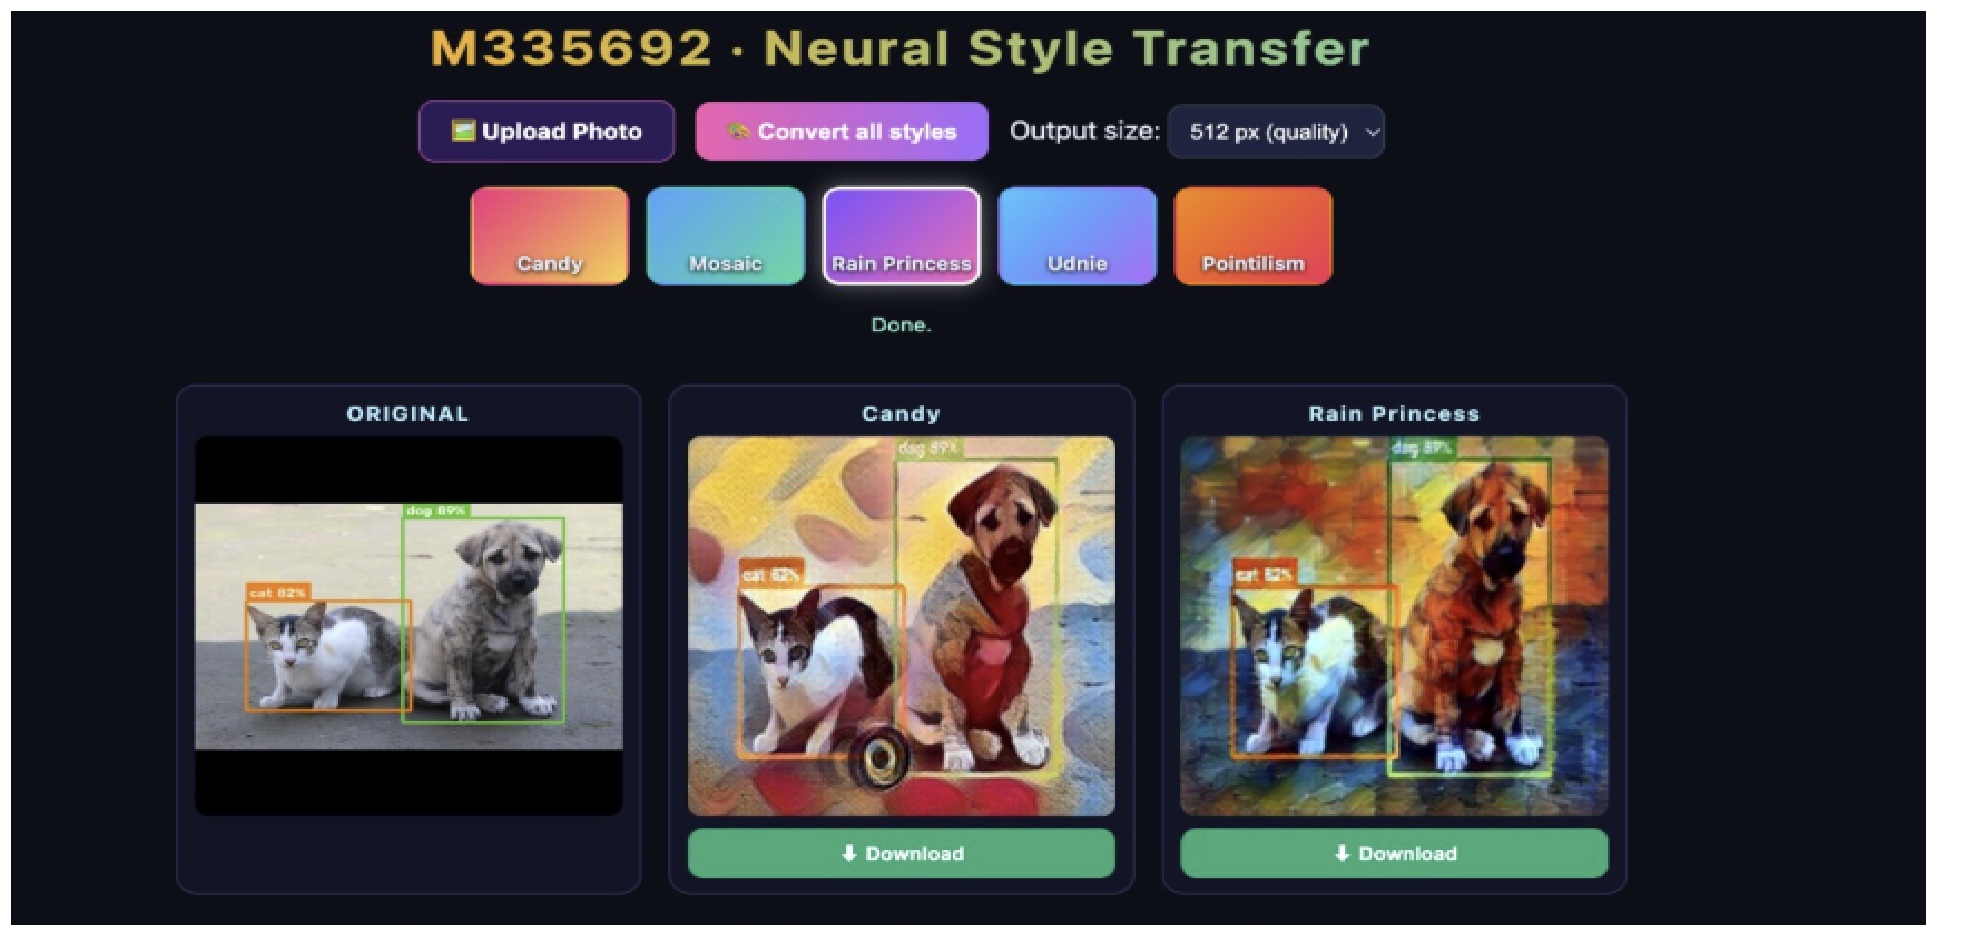 M335692 · Neural Style Transfer
Upload Photo
Convert all styles
Output size: 512 px (quality)
Candy
Mosaic
Rain Princess
Udnie
Pointilism
Done.
ORIGINAL
dog 89%
cat 82%
Candy
dog 89%
cat 82%
Download
Rain Princess
dog 89%
cat 82%
Download